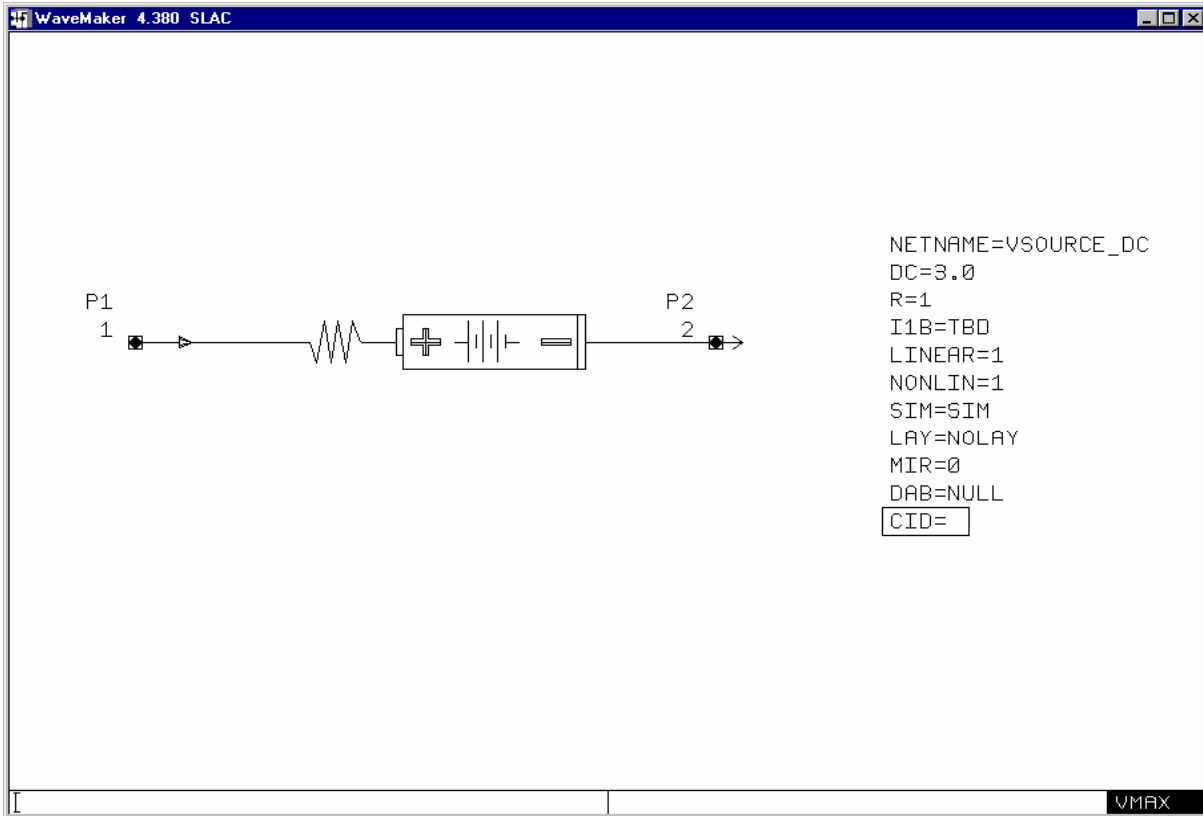 WaveMaker 4.380 SLAC
P1
1
P2
2
NETNAME=VSOURCE_DC
DC=3.0
R=1
I1B=TBD
LINEAR=1
NONLIN=1
SIM=SIM
LAY=NOLAY
MIR=0
DAB=NULL
CID=
VMAX